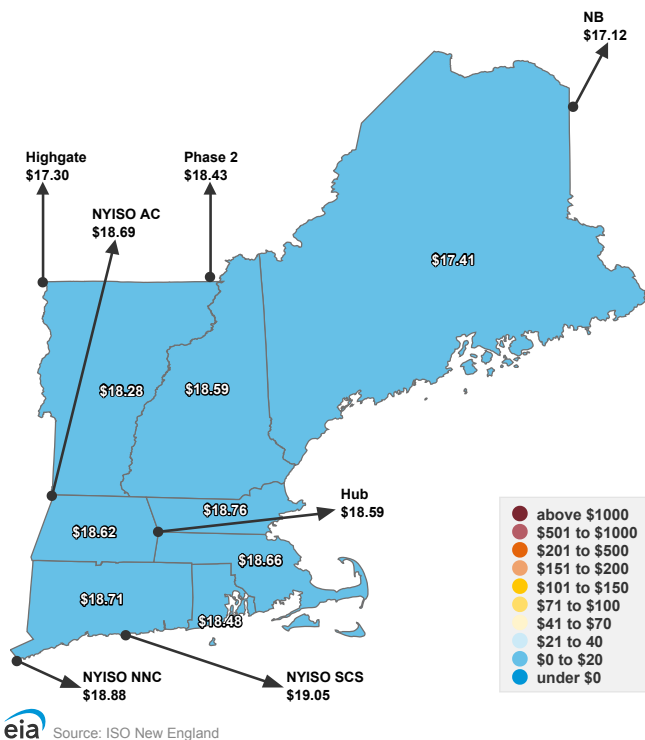 NB
$17.12
Highgate
$17.30
Phase 2
$18.43
NYISO AC
$18.69
$17.41
$18.28
$18.59
Hub
$18.59
$18.76
$18.62
$18.66
$18.71
$18.48
above $1000
$501 to $1000
$201 to $500
$151 to $200
$101 to $150
$71 to $100
$41 to $70
$21 to 40
$0 to $20
under $0
NYISO NNC
$18.88
NYISO SCS
$19.05
eia
Source: ISO New England